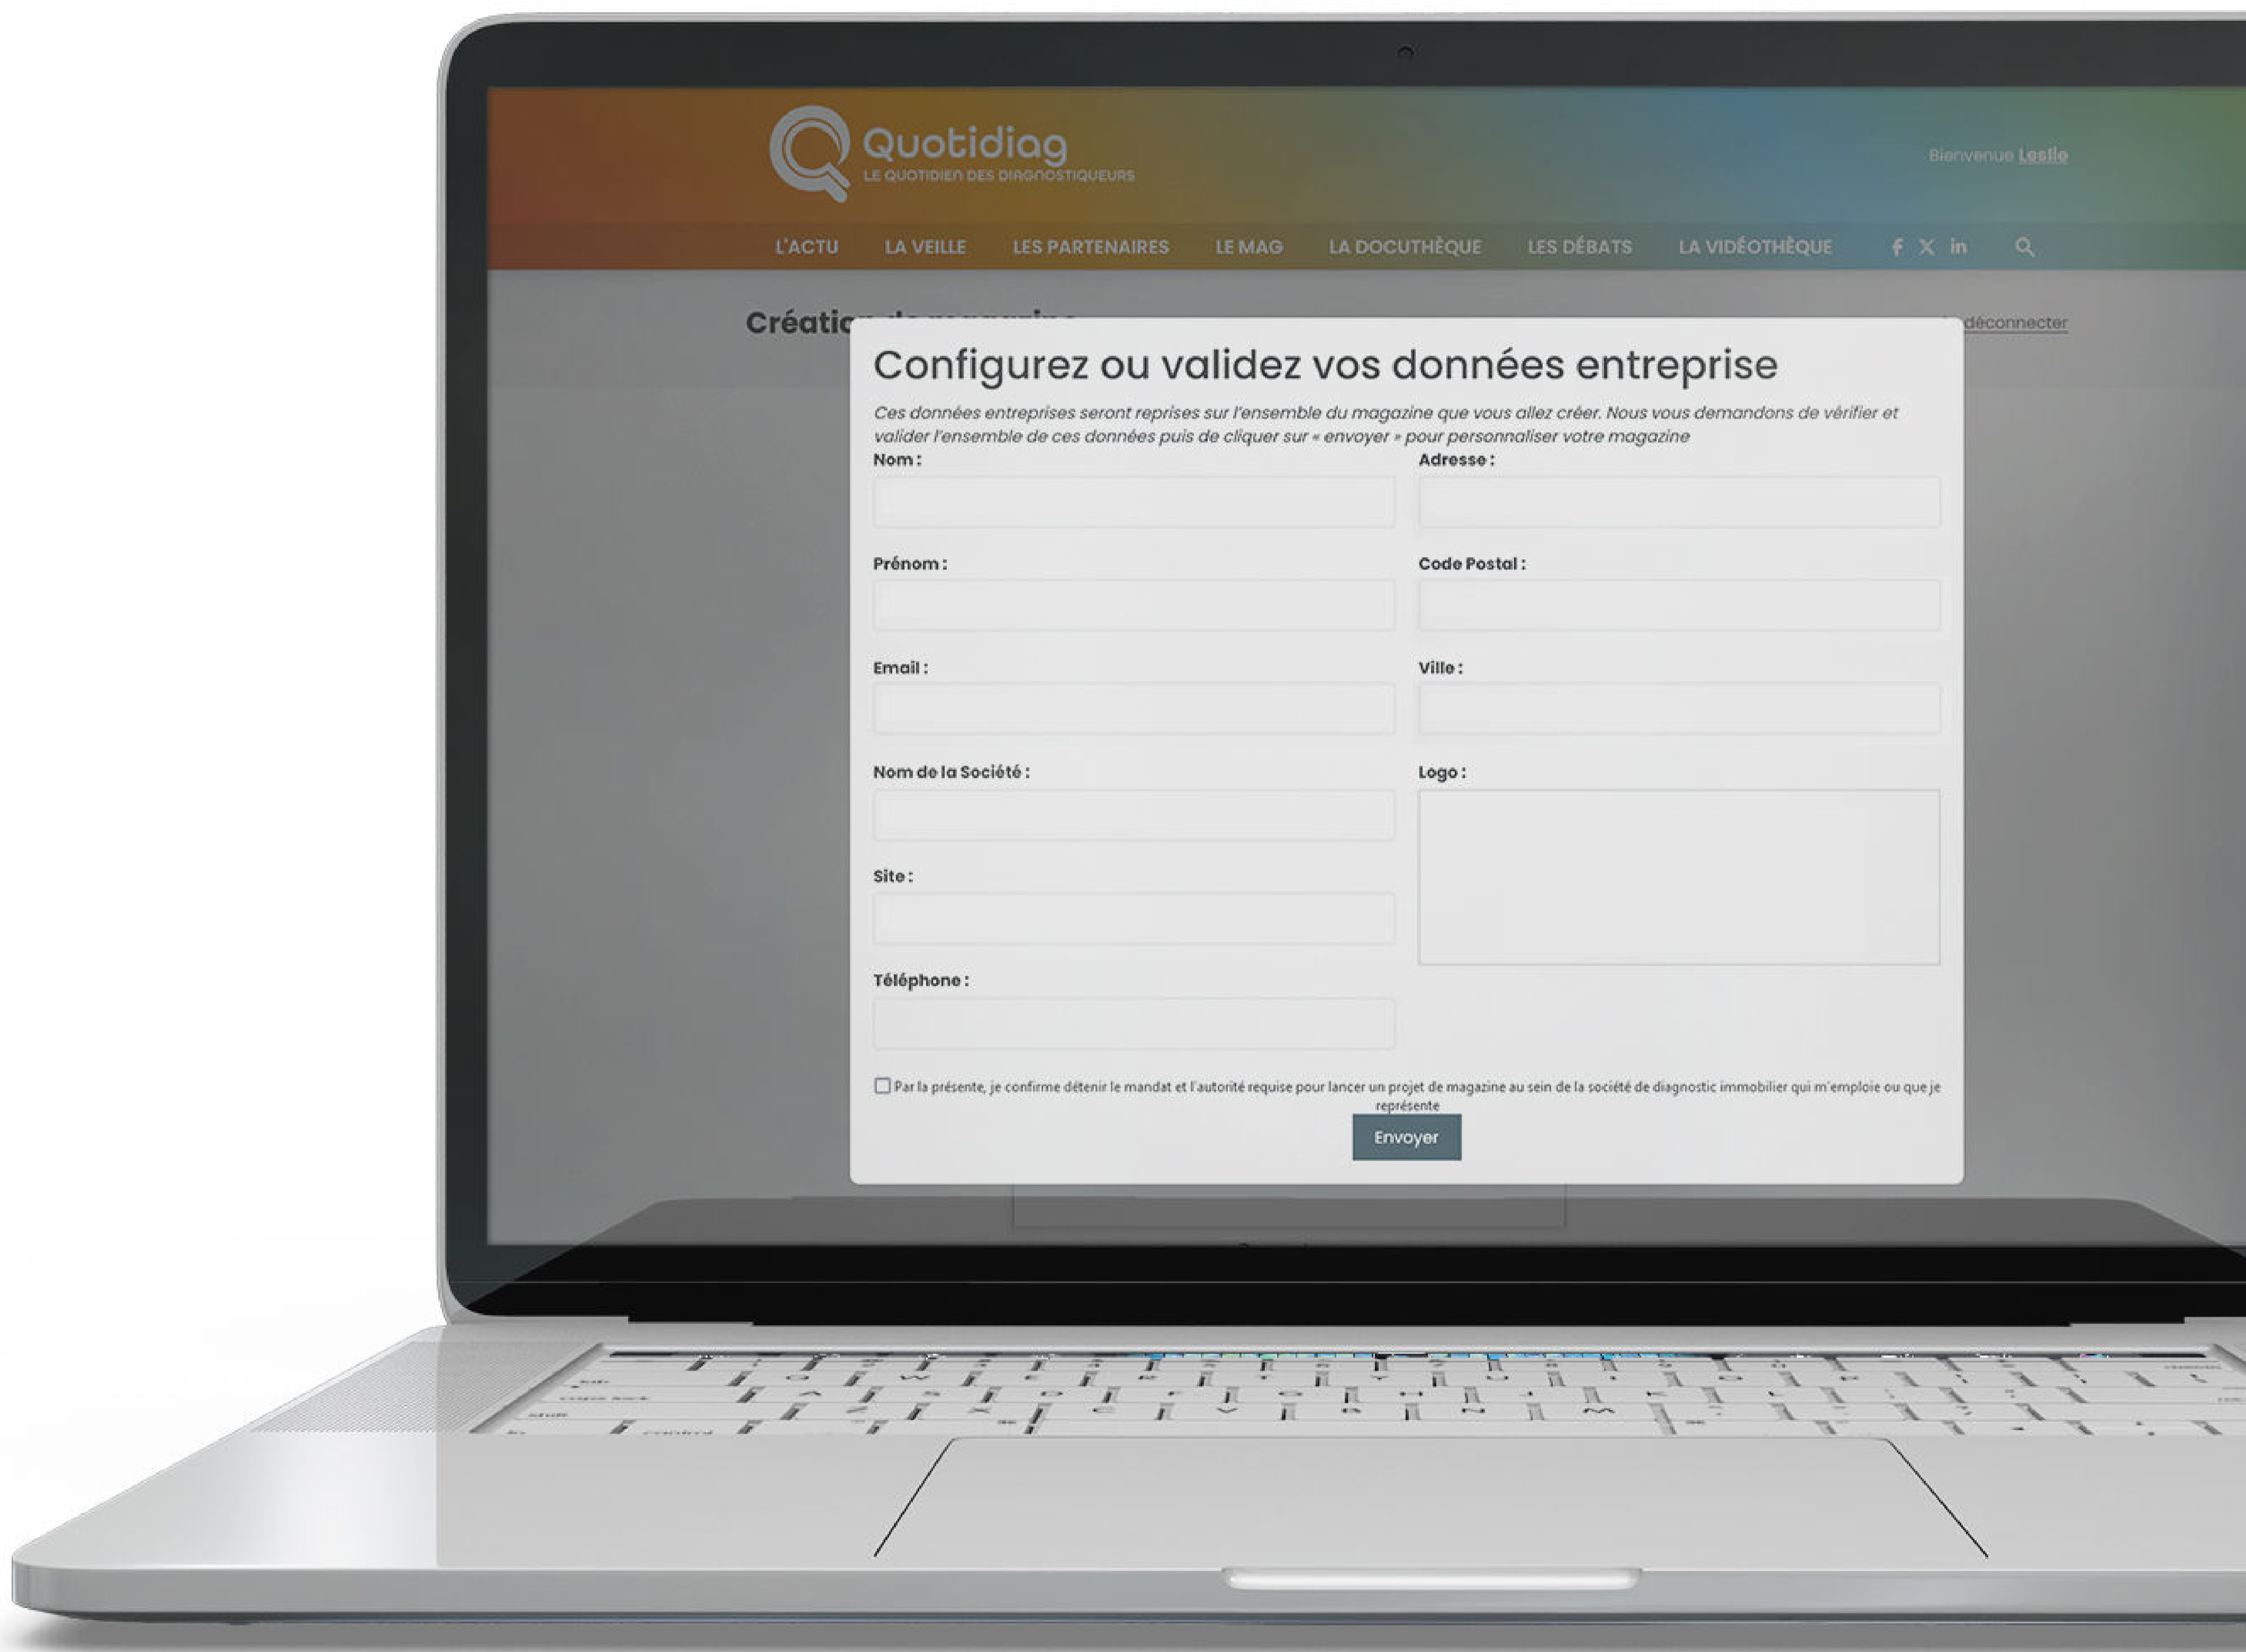 Quotidiag
LE QUOTIDIEN DES DIAGNOSTIQUEURS
Bienvenue Leslie
L'ACTU LA VEILLE LES PARTENAIRES LE MAG LA DOCUTHÈQUE LES DÉBATS LA VIDÉOTHÈQUE f X in
Création de magazine
déconnecter
Configurez ou validez vos données entreprise
Ces données entreprises seront reprises sur l'ensemble du magazine que vous allez créer. Nous vous demandons de vérifier et
valider l'ensemble de ces données puis de cliquer sur « envoyer » pour personnaliser votre magazine
Nom : Adresse :
Prénom : Code Postal :
Email : Ville :
Nom de la Société : Logo :
Site :
Téléphone :
Par la présente, je confirme détenir le mandat et l'autorité requise pour lancer un projet de magazine au sein de la société de diagnostic immobilier qui m'emploie ou que je
représente
Envoyer